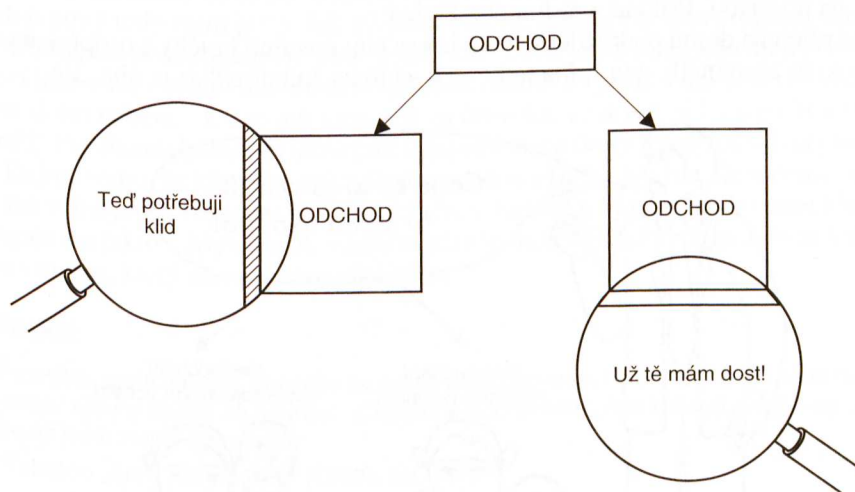 ODCHOD
Teď potřebuji
klid
ODCHOD
ODCHOD
Už tě mám dost!